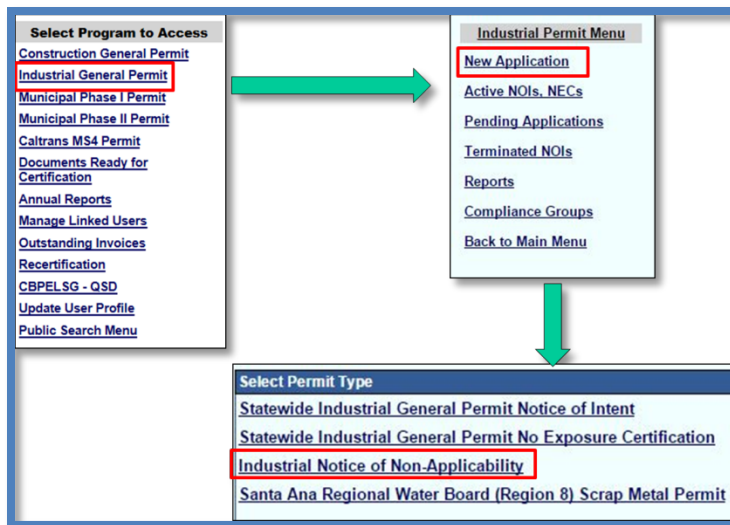 Select Program to Access
Construction General Permit
Industrial General Permit
Municipal Phase I Permit
Municipal Phase II Permit
Caltrans MS4 Permit
Documents Ready for
Certification
Annual Reports
Manage Linked Users
Outstanding Invoices
Recertification
CBPELSG - QSD
Update User Profile
Public Search Menu
Industrial Permit Menu
New Application
Active NOIs, NECs
Pending Applications
Terminated NOIs
Reports
Compliance Groups
Back to Main Menu
Select Permit Type
Statewide Industrial General Permit Notice of Intent
Statewide Industrial General Permit No Exposure Certification
Industrial Notice of Non-Applicability
Santa Ana Regional Water Board (Region 8) Scrap Metal Permit